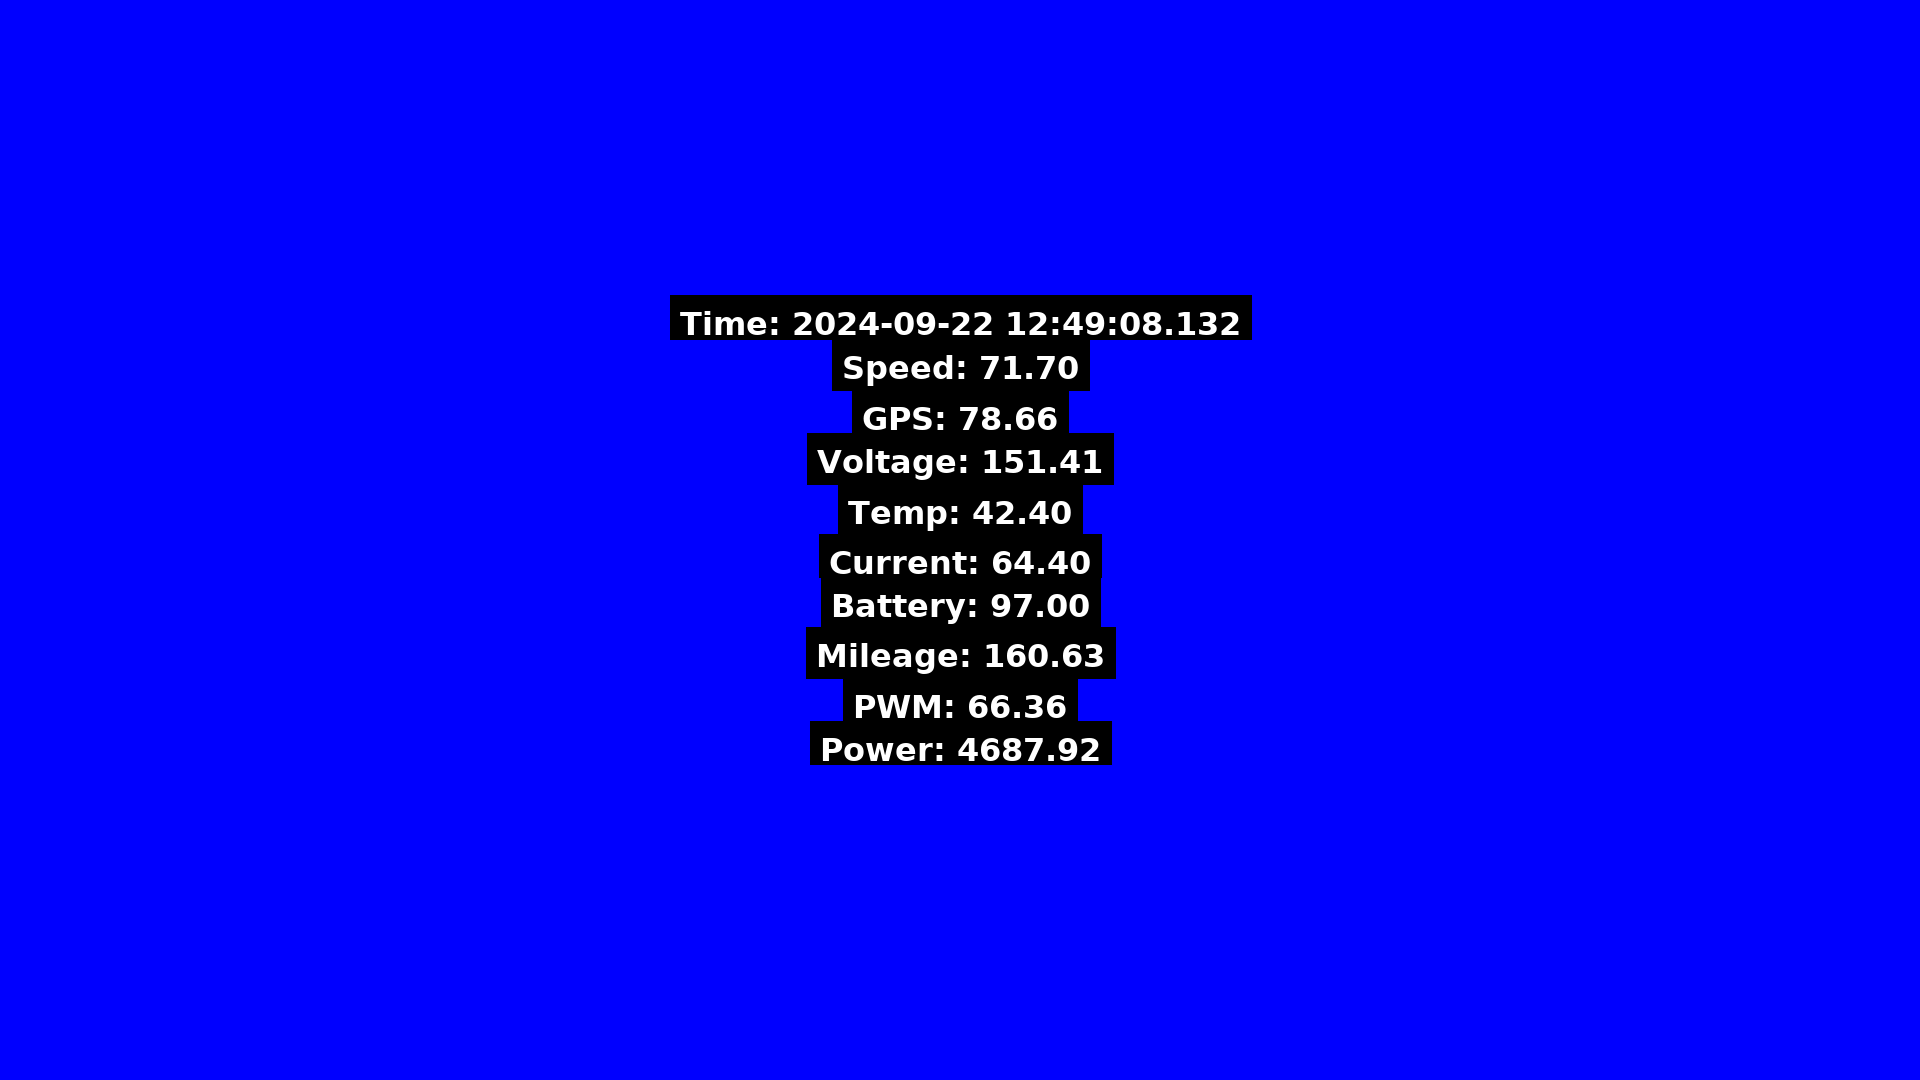 Time: 2024-09-22 12:49:08.132
Speed: 71.70
GPS: 78.66
Voltage: 151.41
Temp: 42.40
Current: 64.40
Battery: 97.00
Mileage: 160.63
PWM: 66.36
Power: 4687.92